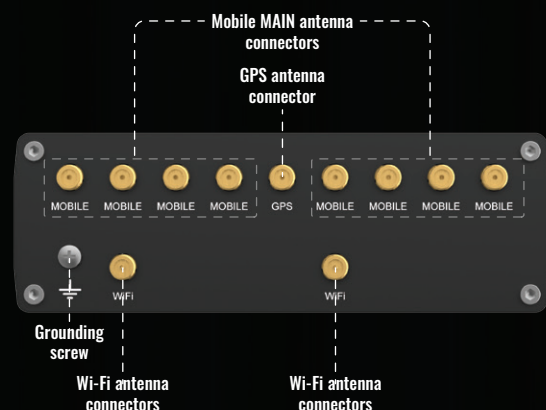 Mobile MAIN antenna
connectors
GPS antenna
connector
MOBILE MOBILE MOBILE MOBILE GPS MOBILE MOBILE MOBILE MOBILE
WiFi WiFi
Grounding
screw
Wi-Fi antenna
connectors
Wi-Fi antenna
connectors